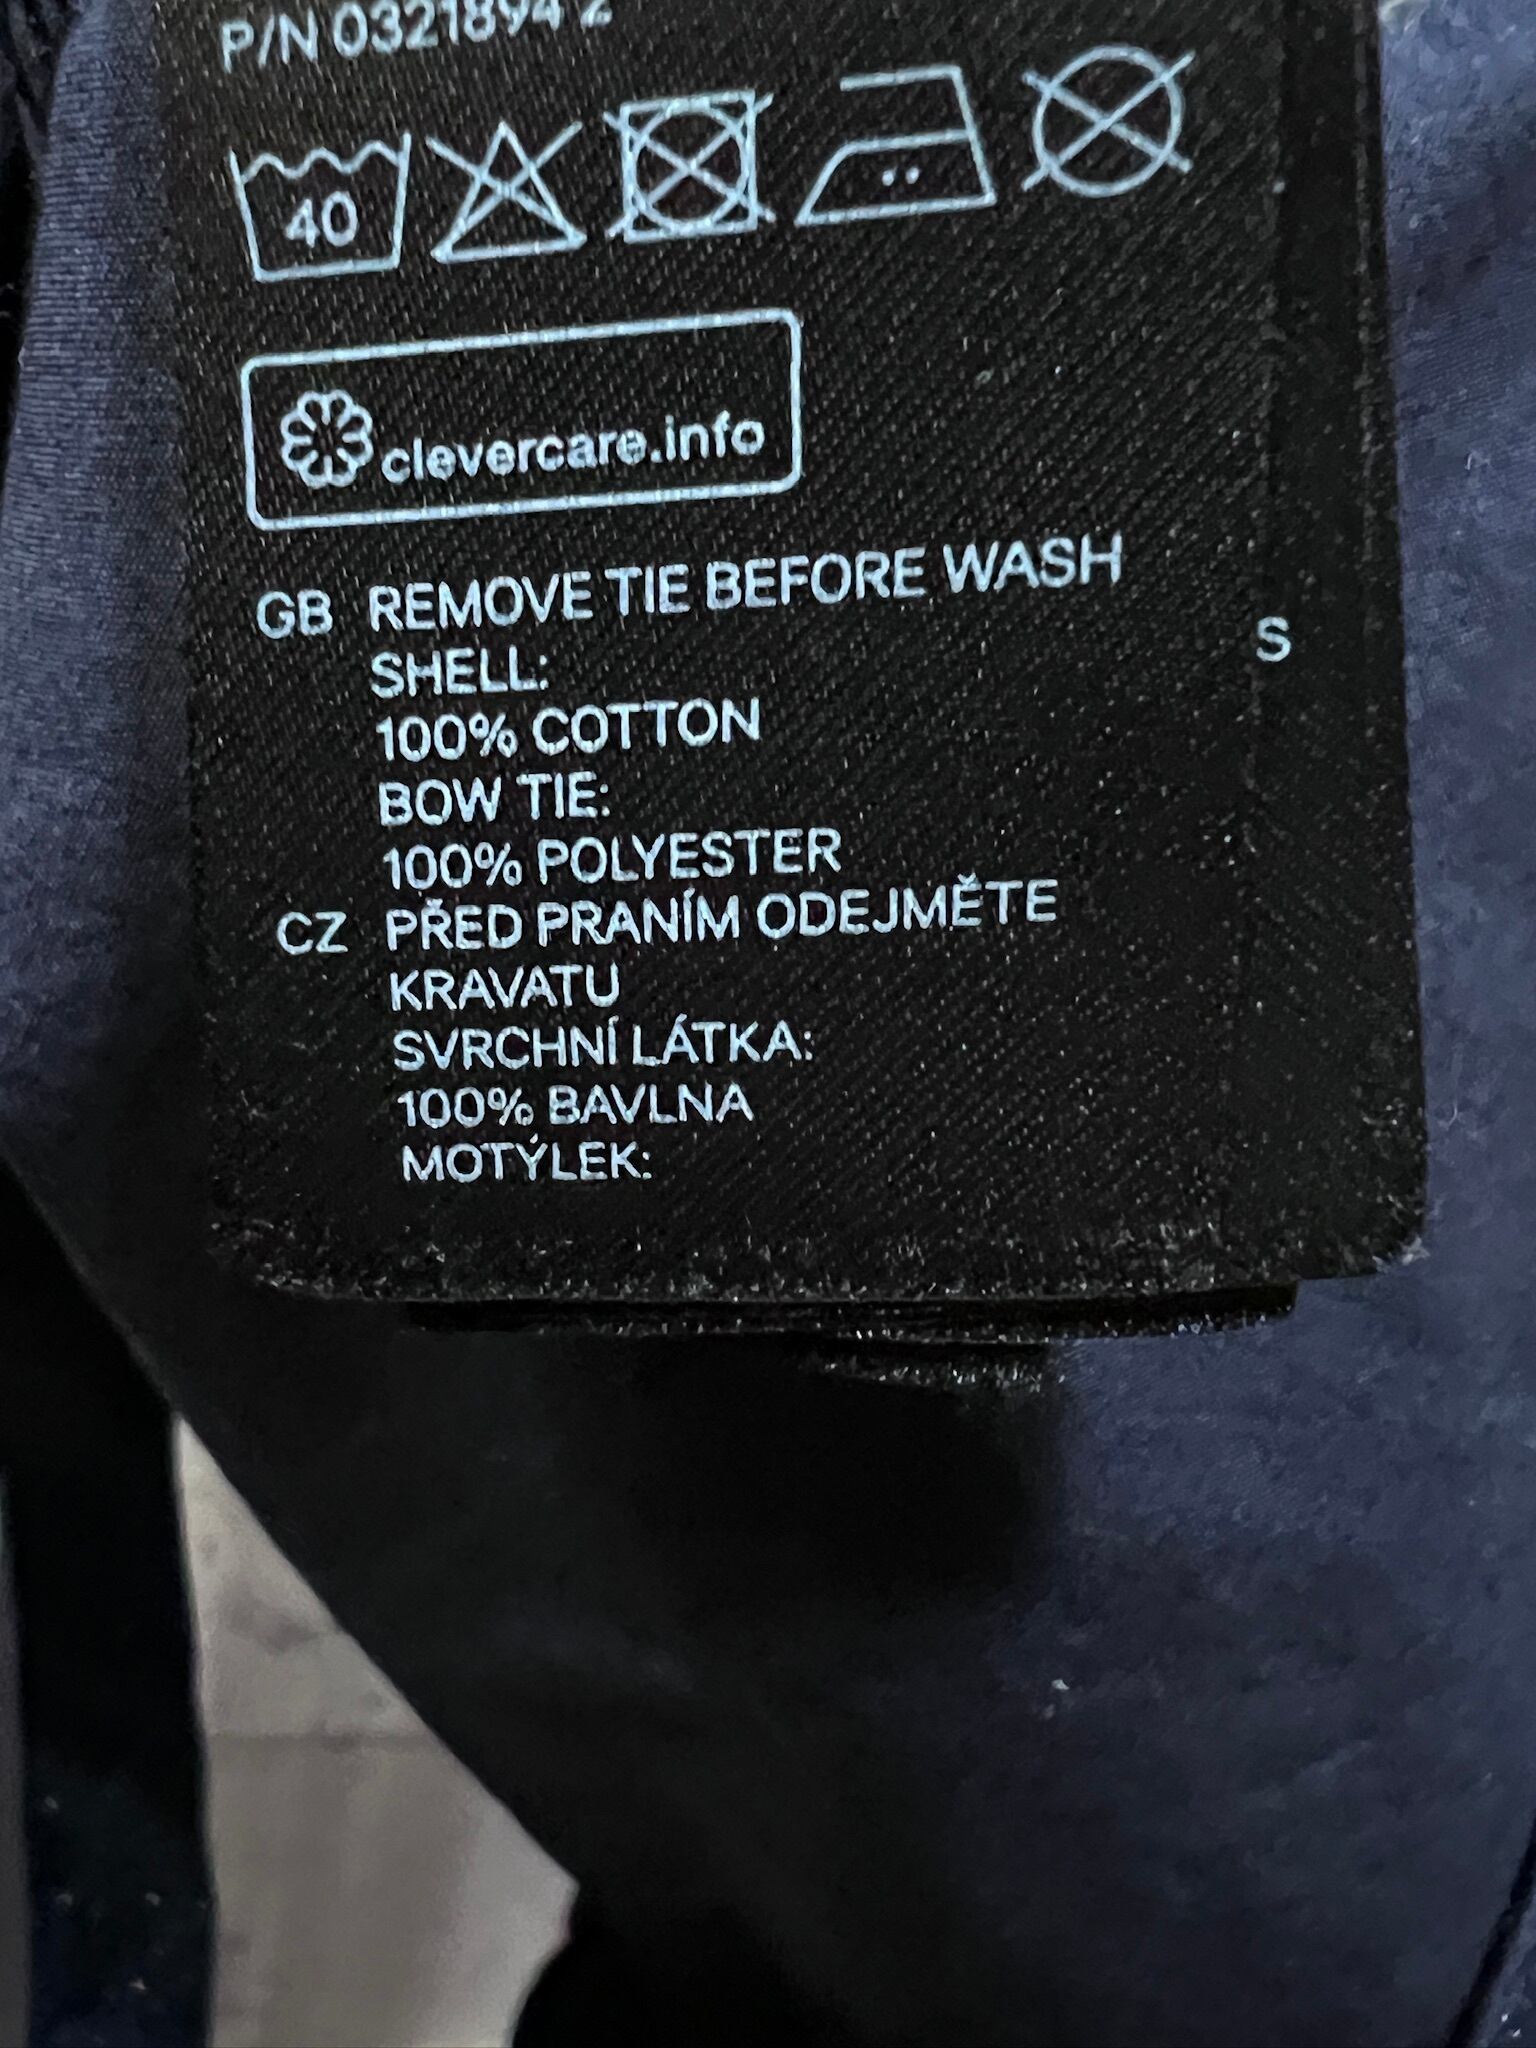 P/N 0321894 2
40
clevercare.info
GB REMOVE TIE BEFORE WASH
SHELL:
S
100% COTTON
BOW TIE:
100% POLYESTER
CZ PŘED PRANÍM ODEJMĚTE
KRAVATU
SVRCHNÍ LÁTKA:
100% BAVLNA
MOTÝLEK: